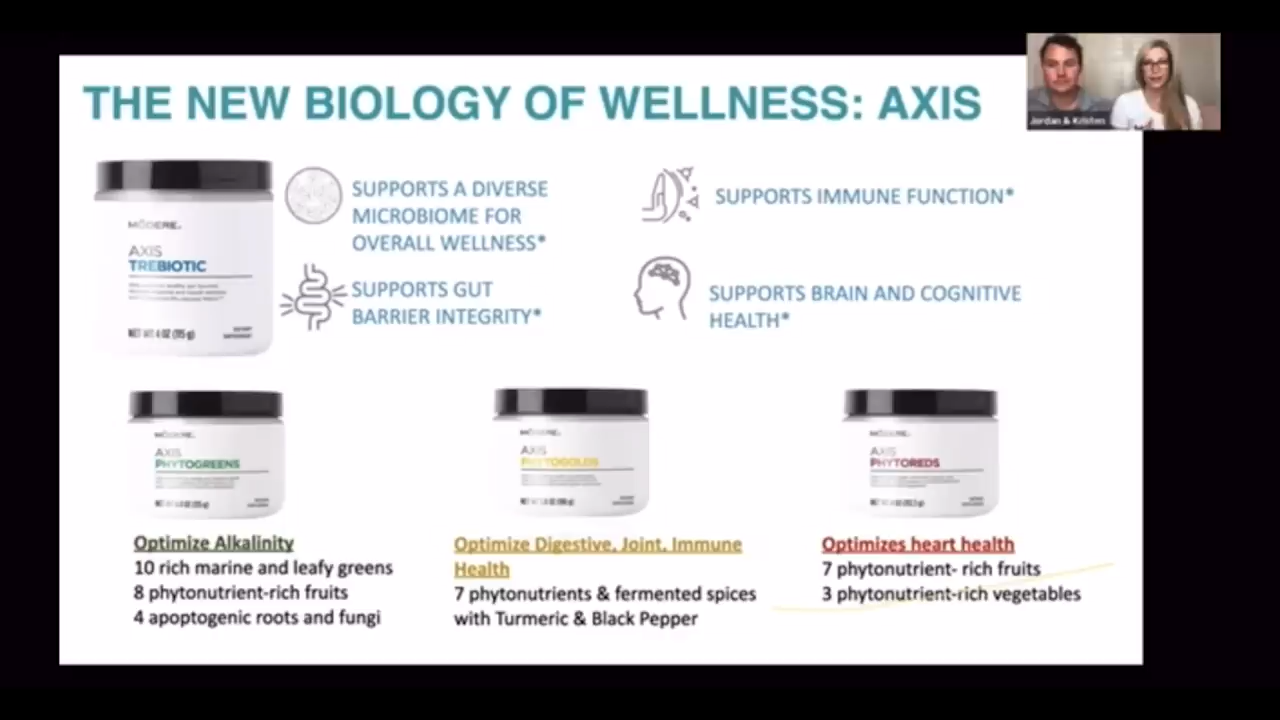 THE NEW BIOLOGY OF WELLNESS: AXIS
Jordan & Kristen
MODERE.
AXIS
TREBIOTIC
NET WT 4 OZ (115 g)
SUPPORTS A DIVERSE
MICROBIOME FOR
OVERALL WELLNESS*
SUPPORTS GUT
BARRIER INTEGRITY*
SUPPORTS IMMUNE FUNCTION*
SUPPORTS BRAIN AND COGNITIVE
HEALTH*
MODERE.
AXIS
PHYTOGREENS
Optimize Alkalinity
10 rich marine and leafy greens
8 phytonutrient-rich fruits
4 apoptogenic roots and fungi
MODERE.
AXIS
PHYTOGOLDS
Optimize Digestive, Joint, Immune
Health
7 phytonutrients & fermented spices
with Turmeric & Black Pepper
MODERE.
AXIS
PHYTOREDS
Optimizes heart health
7 phytonutrient- rich fruits
3 phytonutrient-rich vegetables